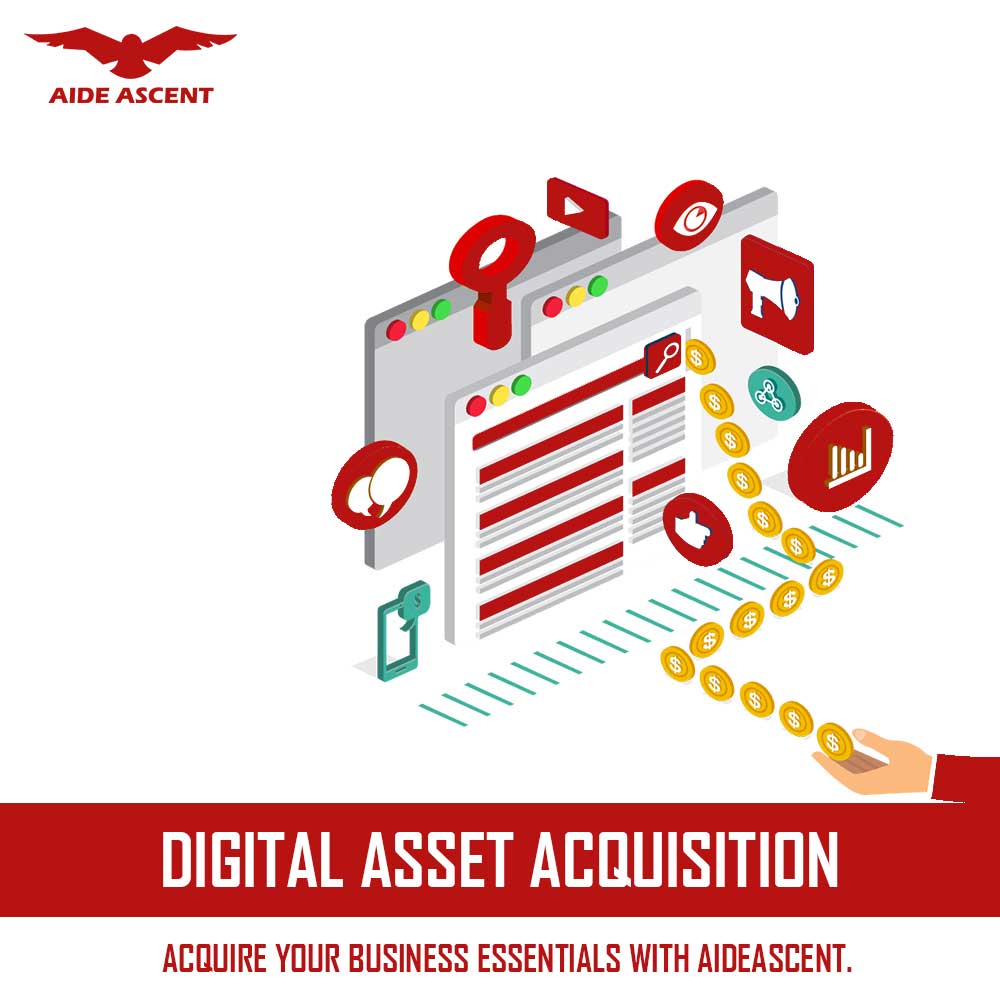 AIDE ASCENT
DIGITAL ASSET ACQUISITION
ACQUIRE YOUR BUSINESS ESSENTIALS WITH AIDEASCENT.